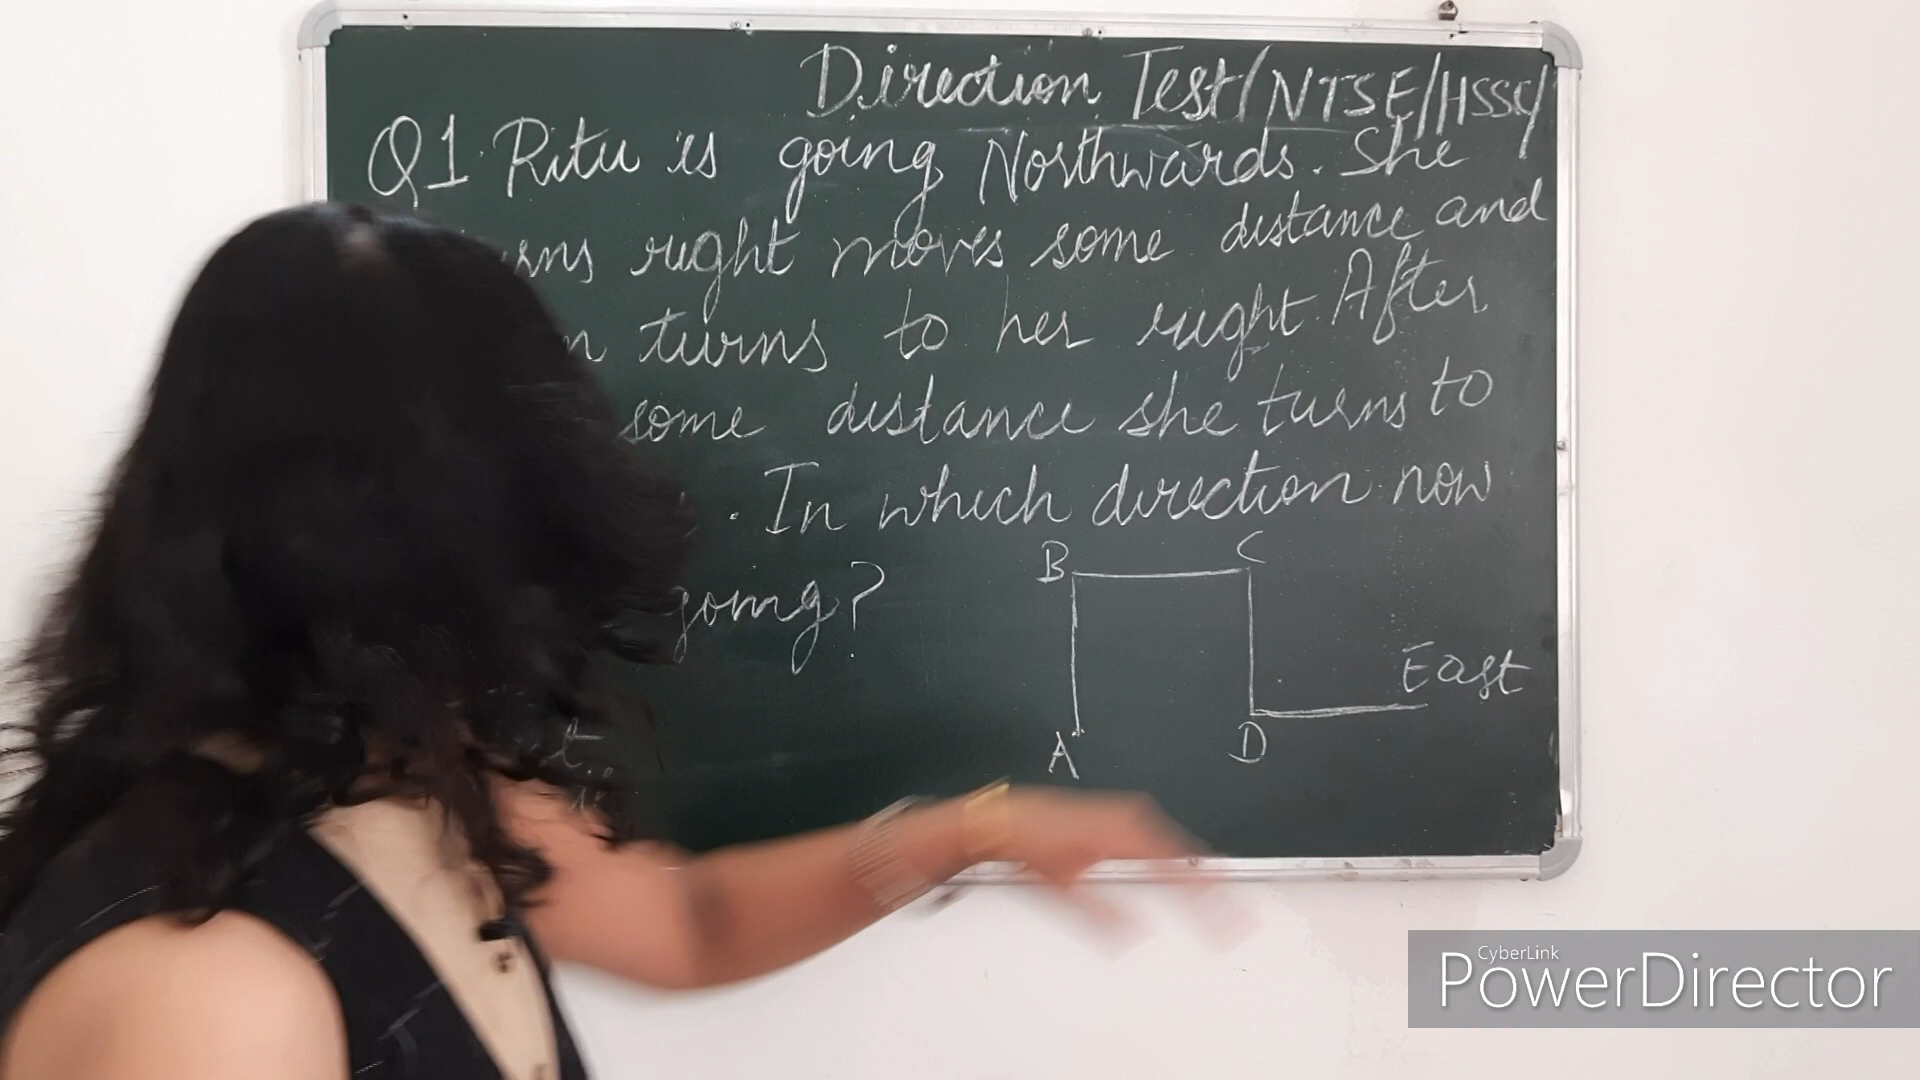 Direction Test/NTSE/HSSC/
Q1. Ritu is going Northwards. She
right moves some distance and
turns to her right. After
some distance she turns to
. In which direction now
going?
B C
East
A D
CyberLink
PowerDirector